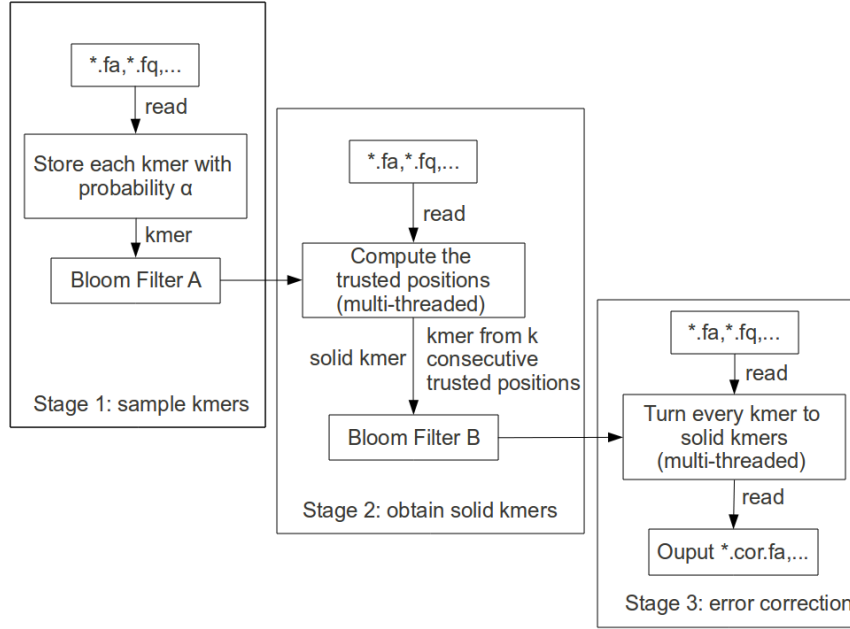 *.fa,*.fq,...
read
Store each kmer with
probability α
kmer
Bloom Filter A
Stage 1: sample kmers
*.fa,*.fq,...
read
Compute the
trusted positions
(multi-threaded)
solid kmer
kmer from k
consecutive
trusted positions
Bloom Filter B
Stage 2: obtain solid kmers
*.fa,*.fq,...
read
Turn every kmer to
solid kmers
(multi-threaded)
read
Ouput *.cor.fa,...
Stage 3: error correction